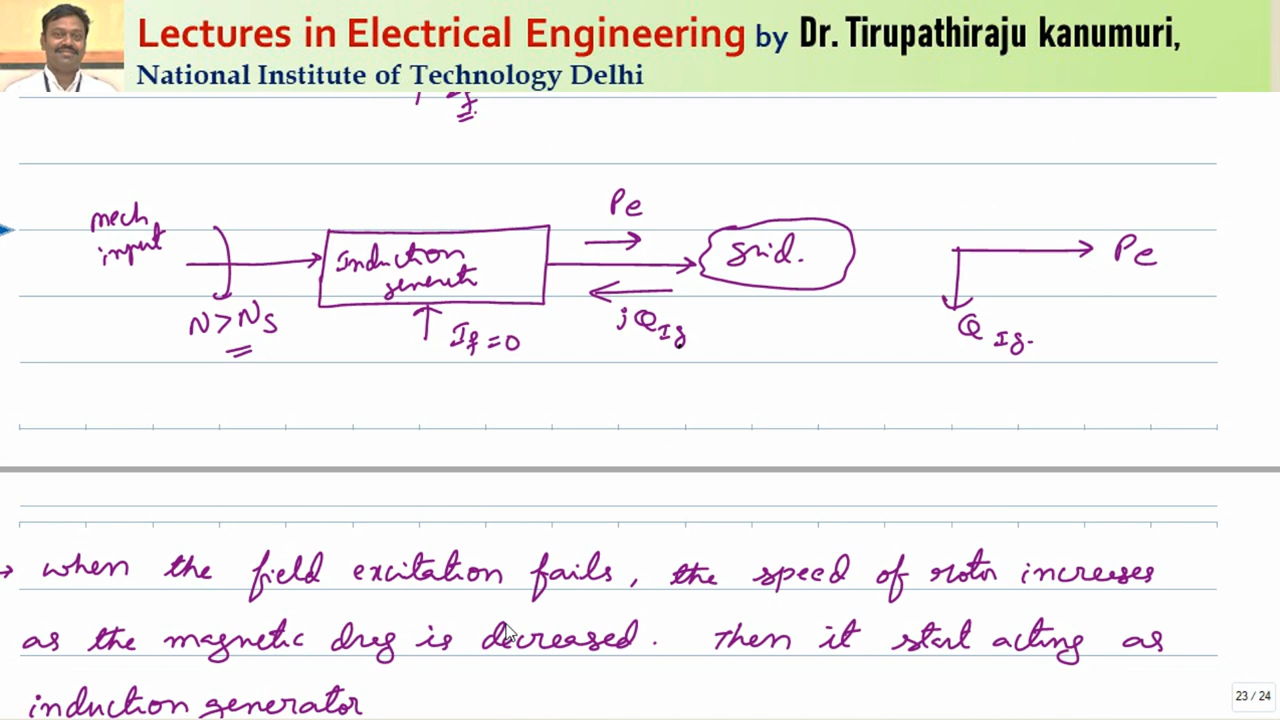 Lectures in Electrical Engineering by Dr. Tirupathiraju kanumuri,
National Institute of Technology Delhi
mech
input
N > Ns
Induction
generat
If = 0
Pe
jQIg
Grid.
Pe
QIg.
→ when the field excitation fails, the speed of rotor increses
as the magnetic drag is decreased. Then it start acting as
induction generator
23 / 24